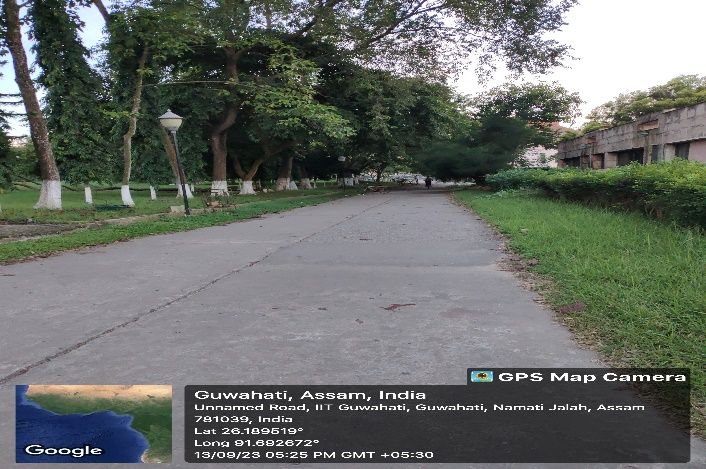 GPS Map Camera
Guwahati, Assam, India
Unnamed Road, IIT Guwahati, Guwahati, Namati Jalah, Assam
781039, India
Lat 26.189519°
Long 91.692672°
13/09/23 05:25 PM GMT +05:30
Google